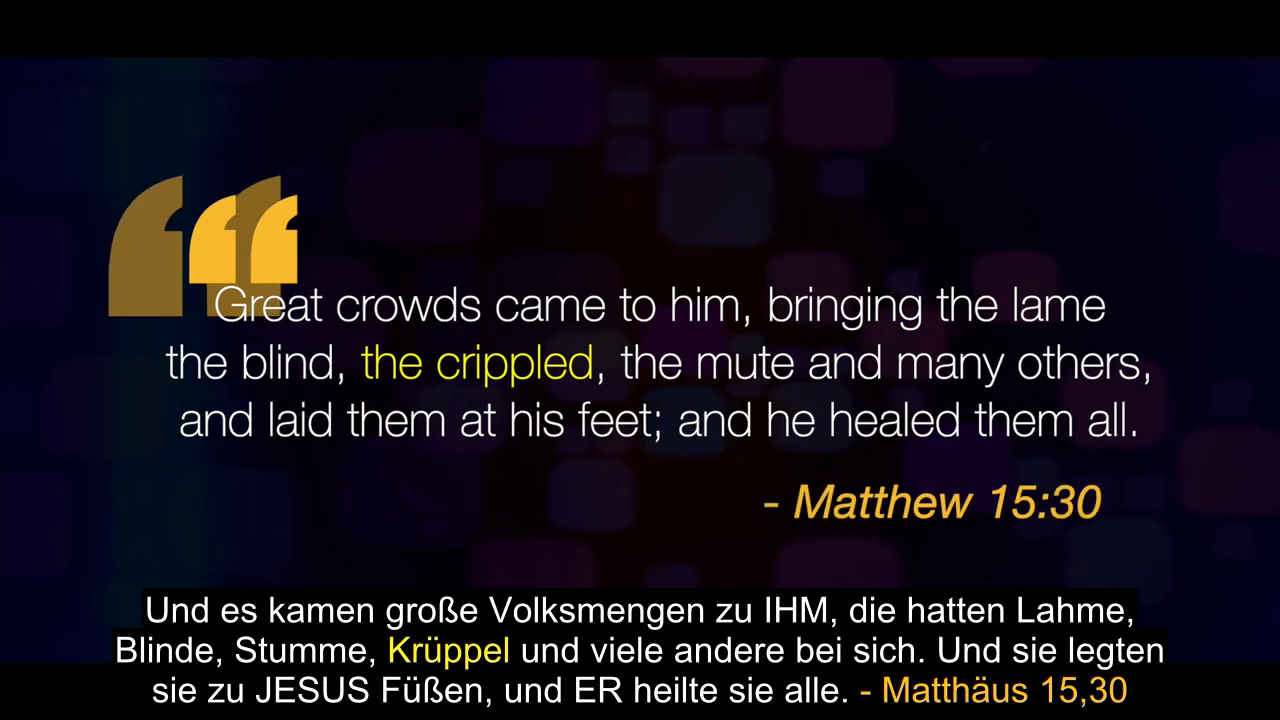 Great crowds came to him, bringing the lame
the blind, the crippled, the mute and many others,
and laid them at his feet; and he healed them all.
- Matthew 15:30
Und es kamen große Volksmengen zu IHM, die hatten Lahme,
Blinde, Stumme, Krüppel und viele andere bei sich. Und sie legten
sie zu JESUS Füßen, und ER heilte sie alle. - Matthäus 15,30